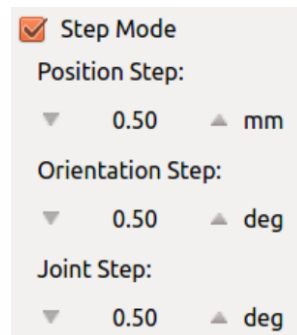 Step Mode
Position Step:
0.50 mm
Orientation Step:
0.50 deg
Joint Step:
0.50 deg